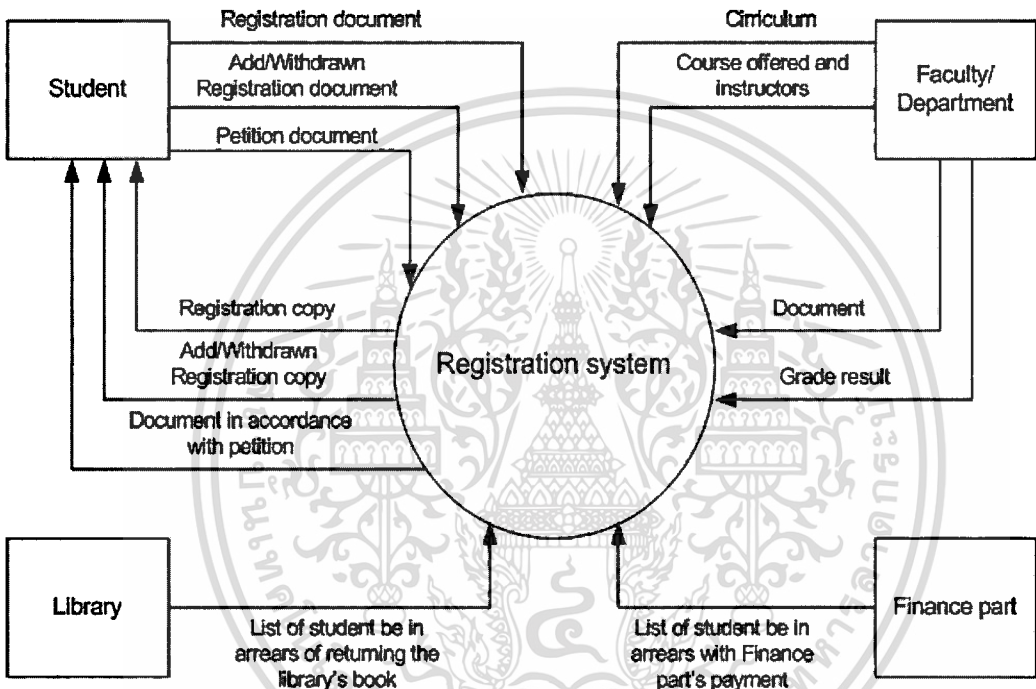 Student
Registration document
Add/Withdrawn
Registration document
Petition document
Cirriculum
Course offered and
instructors
Faculty/
Department
Registration copy
Add/Withdrawn
Registration copy
Document in accordance
with petition
Registration system
Document
Grade result
Library
List of student be in
arrears of returning the
library's book
List of student be in
arrears with Finance
part's payment
Finance part